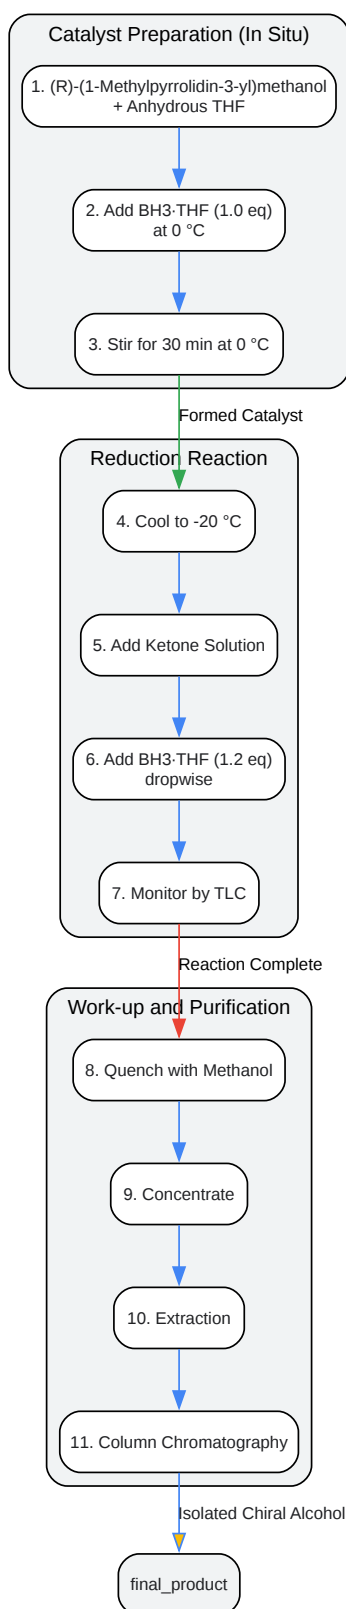 Catalyst Preparation (In Situ)
1. (R)-(1-Methylpyrrolidin-3-yl)methanol
+ Anhydrous THF
2. Add BH3·THF (1.0 eq)
at 0 °C
3. Stir for 30 min at 0 °C
Formed Catalyst
Reduction Reaction
4. Cool to -20 °C
5. Add Ketone Solution
6. Add BH3·THF (1.2 eq)
dropwise
7. Monitor by TLC
Reaction Complete
Work-up and Purification
8. Quench with Methanol
9. Concentrate
10. Extraction
11. Column Chromatography
Isolated Chiral Alcohol
final_product